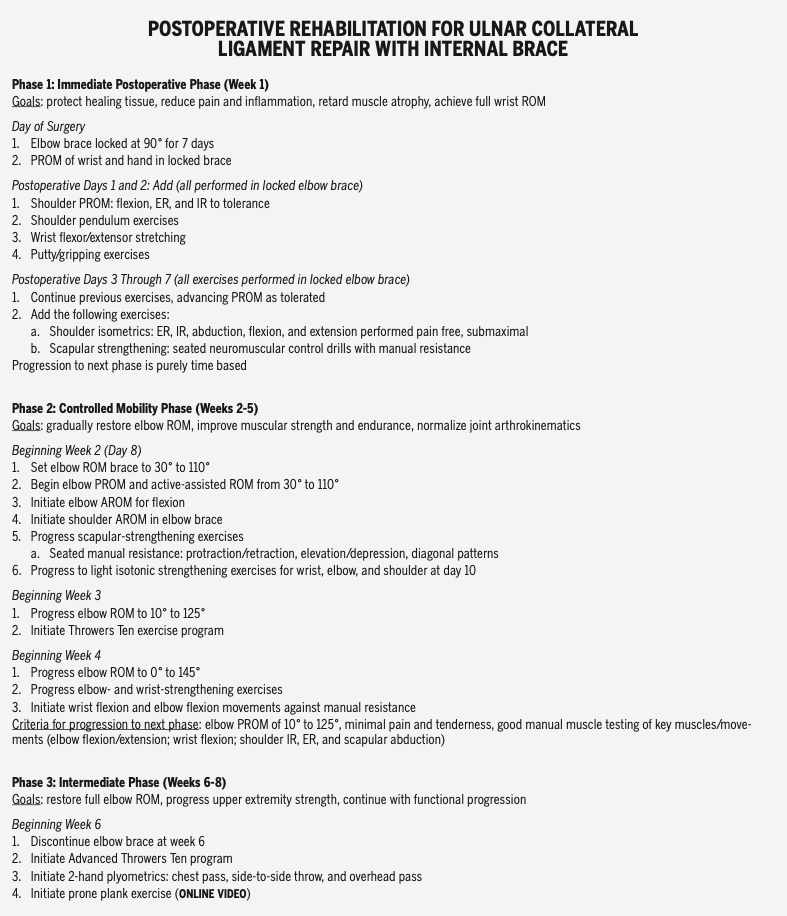 POSTOPERATIVE REHABILITATION FOR ULNAR COLLATERAL
LIGAMENT REPAIR WITH INTERNAL BRACE
Phase 1: Immediate Postoperative Phase (Week 1)
Goals: protect healing tissue, reduce pain and inflammation, retard muscle atrophy, achieve full wrist ROM
Day of Surgery
1. Elbow brace locked at 90° for 7 days
2. PROM of wrist and hand in locked brace
Postoperative Days 1 and 2: Add (all performed in locked elbow brace)
1. Shoulder PROM: flexion, ER, and IR to tolerance
2. Shoulder pendulum exercises
3. Wrist flexor/extensor stretching
4. Putty/gripping exercises
Postoperative Days 3 Through 7 (all exercises performed in locked elbow brace)
1. Continue previous exercises, advancing PROM as tolerated
2. Add the following exercises:
a. Shoulder isometrics: ER, IR, abduction, flexion, and extension performed pain free, submaximal
b. Scapular strengthening: seated neuromuscular control drills with manual resistance
Progression to next phase is purely time based
Phase 2: Controlled Mobility Phase (Weeks 2-5)
Goals: gradually restore elbow ROM, improve muscular strength and endurance, normalize joint arthrokinematics
Beginning Week 2 (Day 8)
1. Set elbow ROM brace to 30° to 110°
2. Begin elbow PROM and active-assisted ROM from 30° to 110°
3. Initiate elbow AROM for flexion
4. Initiate shoulder AROM in elbow brace
5. Progress scapular-strengthening exercises
a. Seated manual resistance: protraction/retraction, elevation/depression, diagonal patterns
6. Progress to light isotonic strengthening exercises for wrist, elbow, and shoulder at day 10
Beginning Week 3
1. Progress elbow ROM to 10° to 125°
2. Initiate Throwers Ten exercise program
Beginning Week 4
1. Progress elbow ROM to 0° to 145°
2. Progress elbow- and wrist-strengthening exercises
3. Initiate wrist flexion and elbow flexion movements against manual resistance
Criteria for progression to next phase: elbow PROM of 10° to 125°, minimal pain and tenderness, good manual muscle testing of key muscles/move-
ments (elbow flexion/extension; wrist flexion; shoulder IR, ER, and scapular abduction)
Phase 3: Intermediate Phase (Weeks 6-8)
Goals: restore full elbow ROM, progress upper extremity strength, continue with functional progression
Beginning Week 6
1. Discontinue elbow brace at week 6
2. Initiate Advanced Throwers Ten program
3. Initiate 2-hand plyometrics: chest pass, side-to-side throw, and overhead pass
4. Initiate prone plank exercise (ONLINE VIDEO)